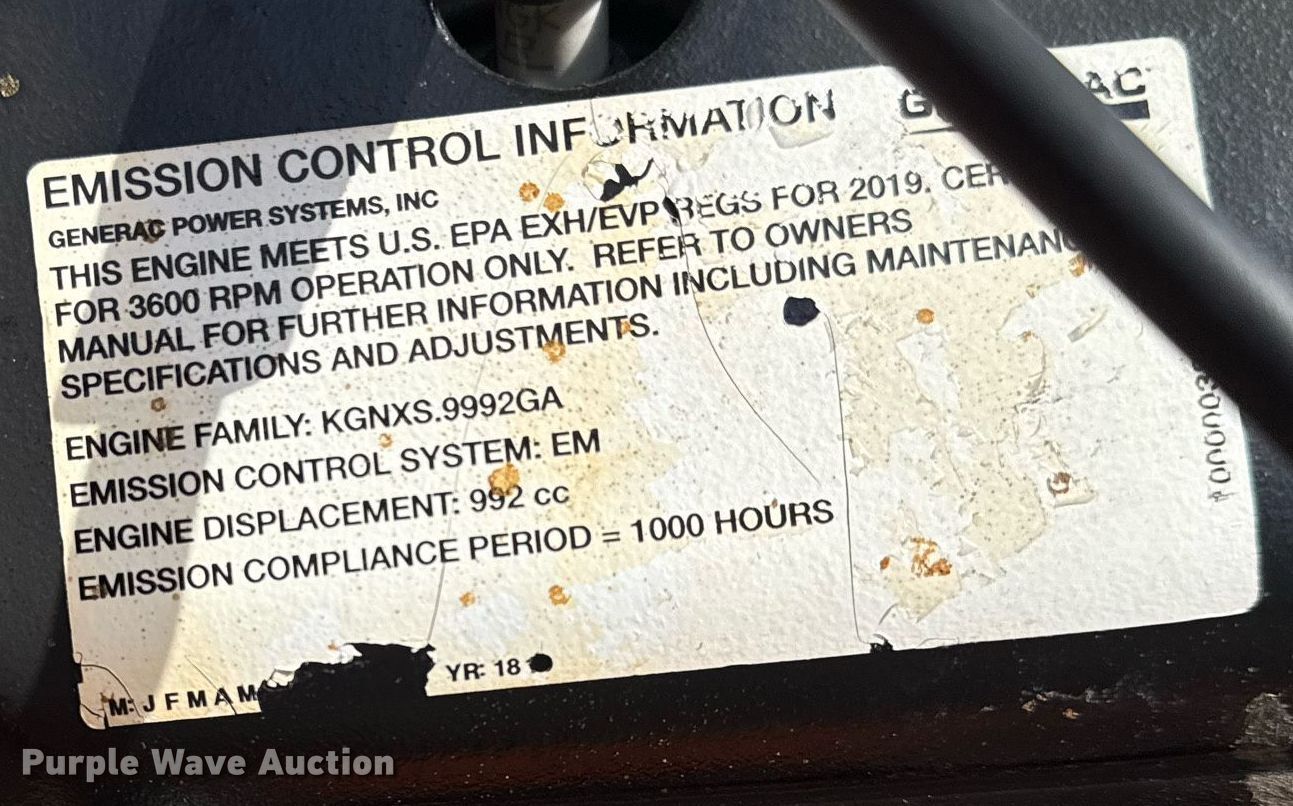 EMISSION CONTROL INFORMATION
GENERAC POWER SYSTEMS, INC
THIS ENGINE MEETS U.S. EPA EXH/EVP REGS FOR 2019.
FOR 3600 RPM OPERATION ONLY. REFER TO OWNERS
MANUAL FOR FURTHER INFORMATION INCLUDING
SPECIFICATIONS AND ADJUSTMENTS.
ENGINE FAMILY: KGNXS.9992GA
EMISSION CONTROL SYSTEM: EM
ENGINE DISPLACEMENT: 992 cc
EMISSION COMPLIANCE PERIOD = 1000 HOURS
M: J F M A M
YR: 18
Purple Wave Auction